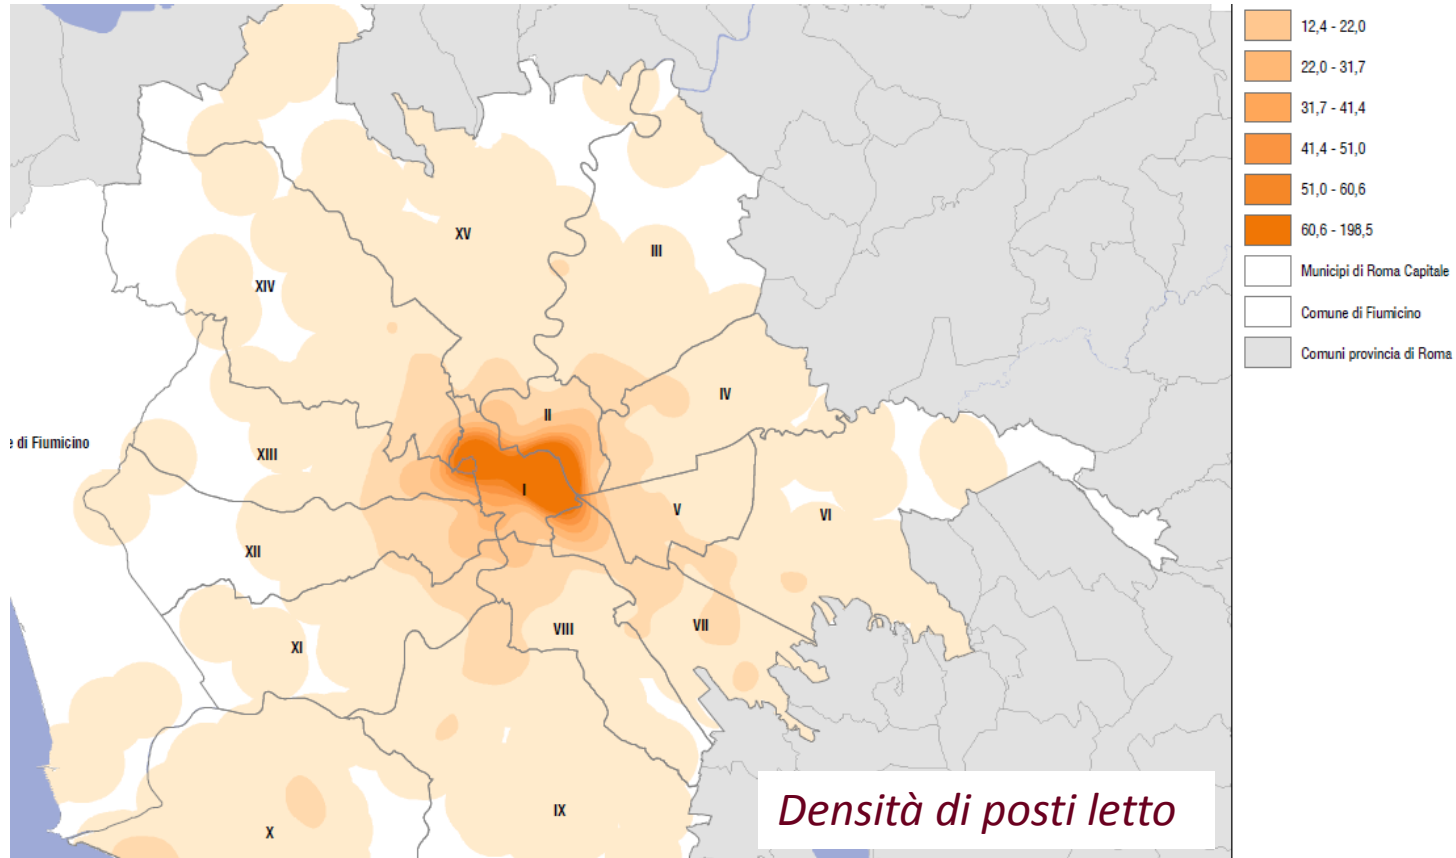 12,4 - 22,0
22,0 - 31,7
31,7 - 41,4
41,4 - 51,0
51,0 - 60,6
60,6 - 198,5
Municipi di Roma Capitale
Comune di Fiumicino
Comuni provincia di Roma
XV
III
XIV
IV
II
e di Fiumicino
XIII
I
V
VI
XII
VIII
VII
XI
IX
X
Densità di posti letto